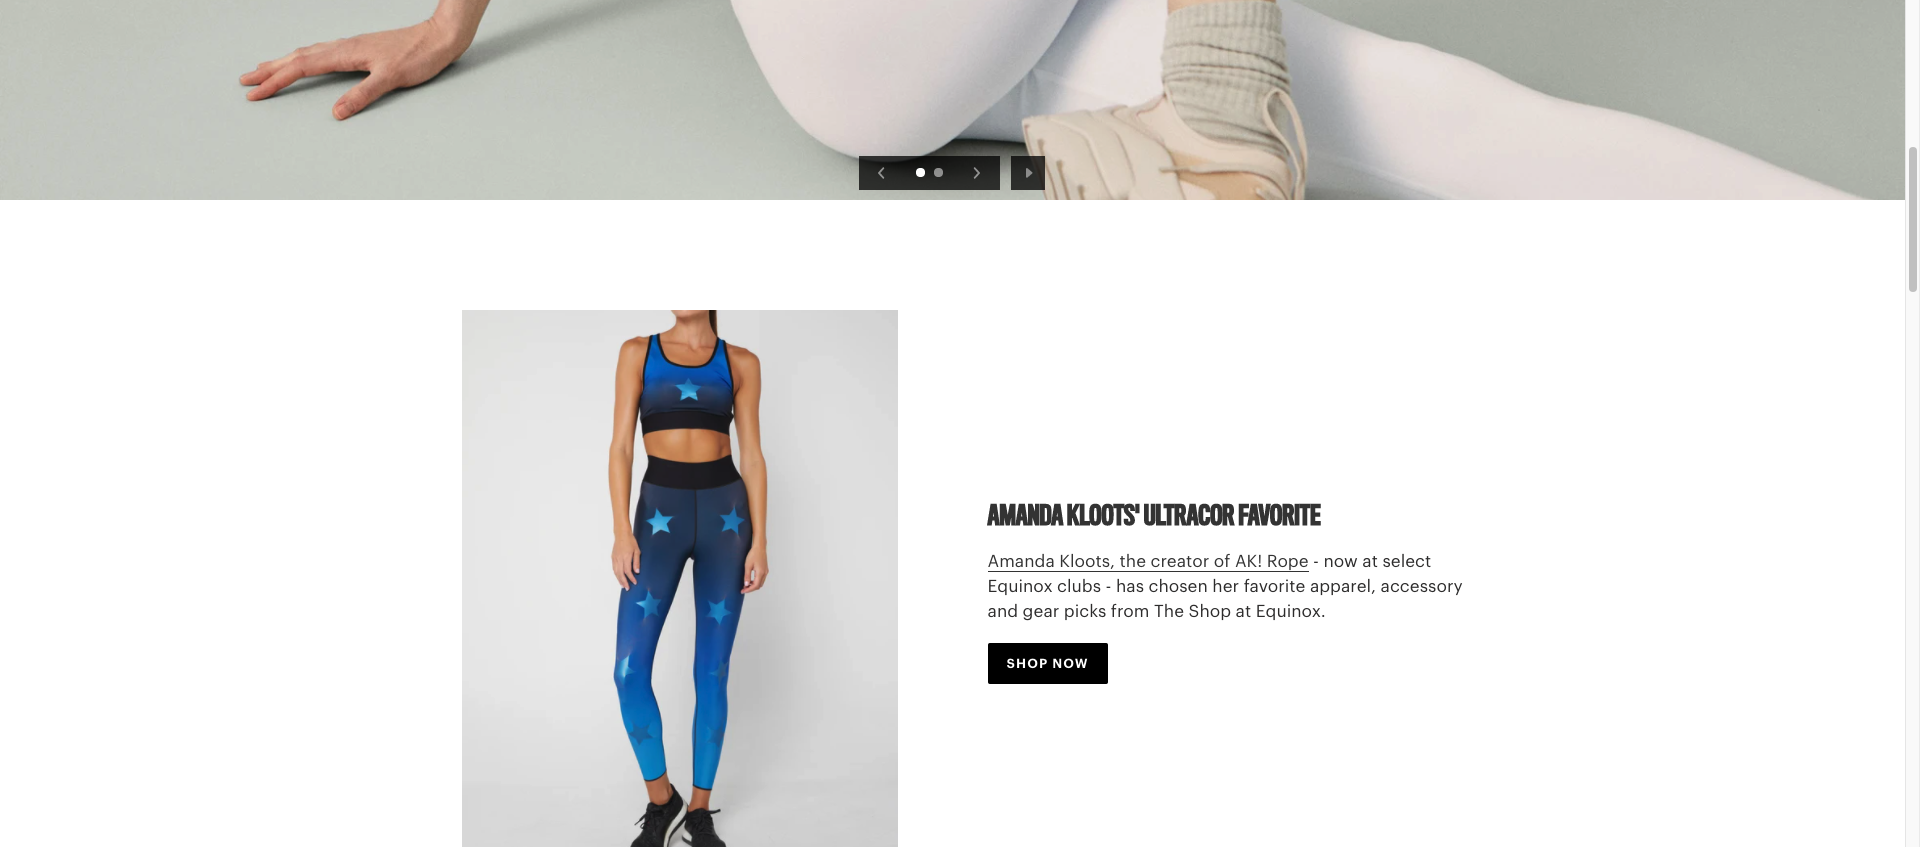 AMANDA KLOOTS' ULTRACOR FAVORITE
Amanda Kloots, the creator of AK! Rope - now at select
Equinox clubs - has chosen her favorite apparel, accessory
and gear picks from The Shop at Equinox.
SHOP NOW